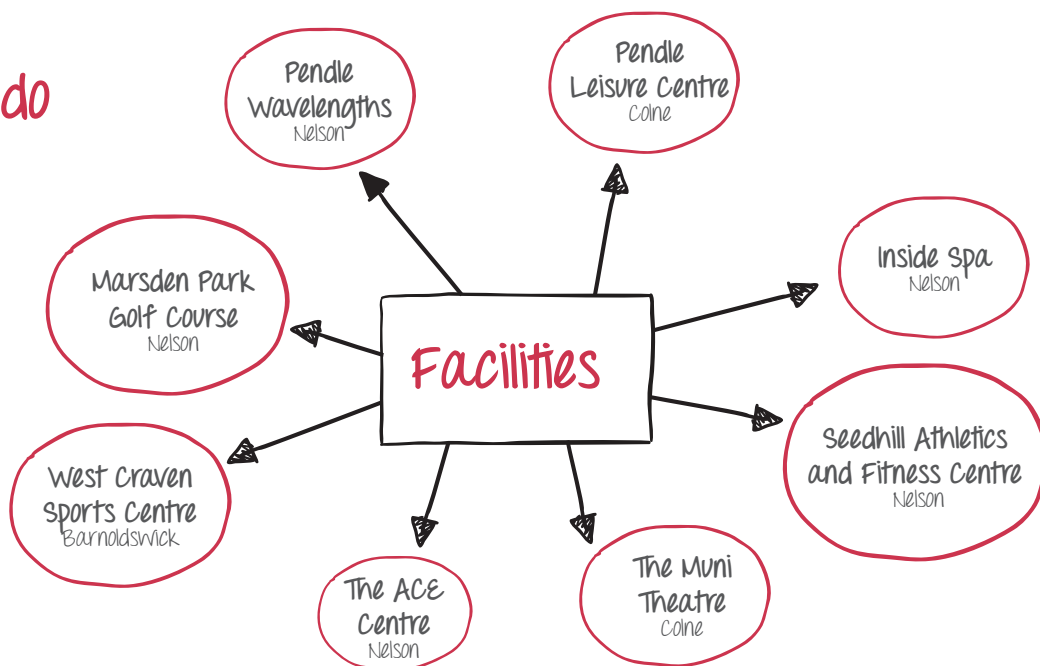 do
Pendle
Wavelengths
Nelson
Pendle
Leisure Centre
Colne
Inside Spa
Nelson
Marsden Park
Golf Course
Nelson
Facilities
Seedhill Athletics
and Fitness Centre
Nelson
West Craven
Sports Centre
Barnoldswick
The ACE
Centre
Nelson
The Muni
Theatre
Colne